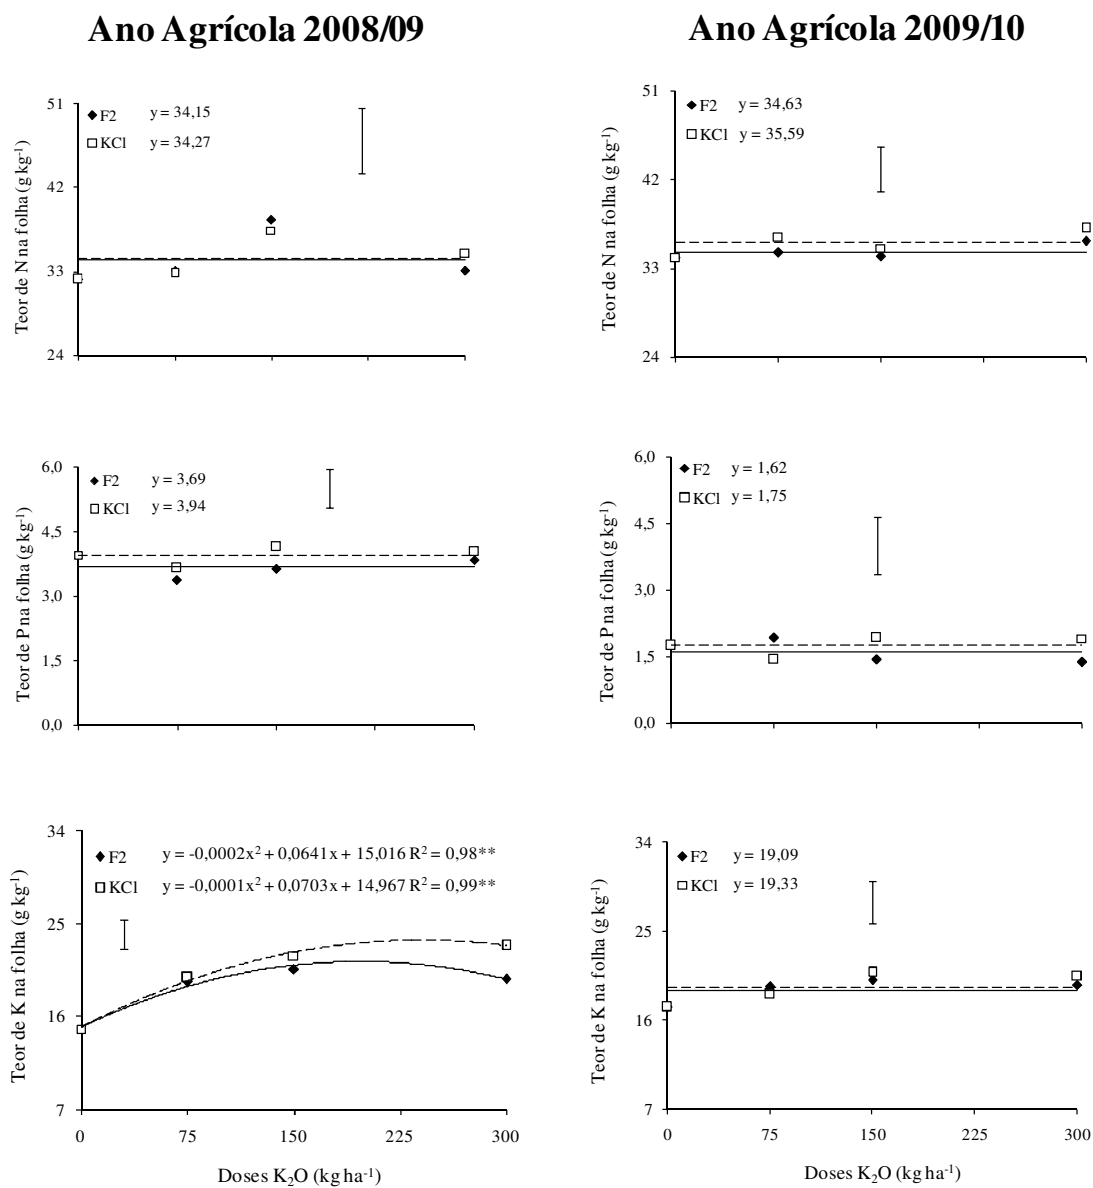 Ano Agrícola 2008/09
Ano Agrícola 2009/10
Teor de N na folha (g kg⁻¹)
51
42
33
24
F2 y = 34,15
KCl y = 34,27
Teor de N na folha (g kg⁻¹)
51
42
33
24
F2 y = 34,63
KCl y = 35,59
Teor de P na folha (g kg⁻¹)
6,0
4,5
3,0
1,5
0,0
F2 y = 3,69
KCl y = 3,94
Teor de P na folha (g kg⁻¹)
6,0
4,5
3,0
1,5
0,0
F2 y = 1,62
KCl y = 1,75
Teor de K na folha (g kg⁻¹)
34
25
16
7
F2 y = -0,0002x² + 0,0641x + 15,016 R² = 0,98**
KCl y = -0,0001x² + 0,0703x + 14,967 R² = 0,99**
0 75 150 225 300
Doses K₂O (kg ha⁻¹)
Teor de K na folha (g kg⁻¹)
34
25
16
7
F2 y = 19,09
KCl y = 19,33
0 75 150 225 300
Doses K₂O (kg ha⁻¹)